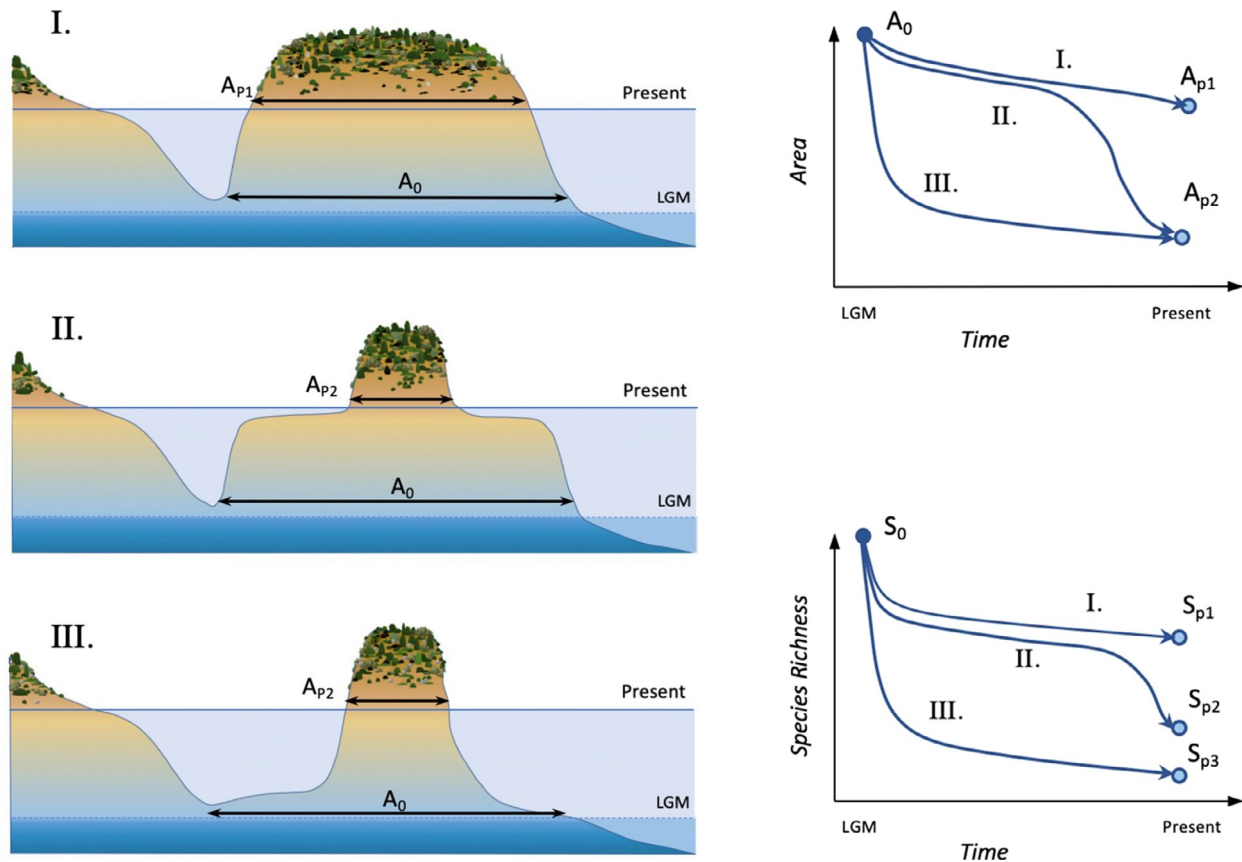 I.
A_P1
Present
A_0
LGM
II.
A_P2
Present
A_0
LGM
III.
A_P2
Present
A_0
LGM
A_0
I.
A_p1
II.
Area
III.
A_p2
LGM
Present
Time
S_0
I.
S_p1
Species Richness
II.
S_p2
III.
S_p3
LGM
Present
Time